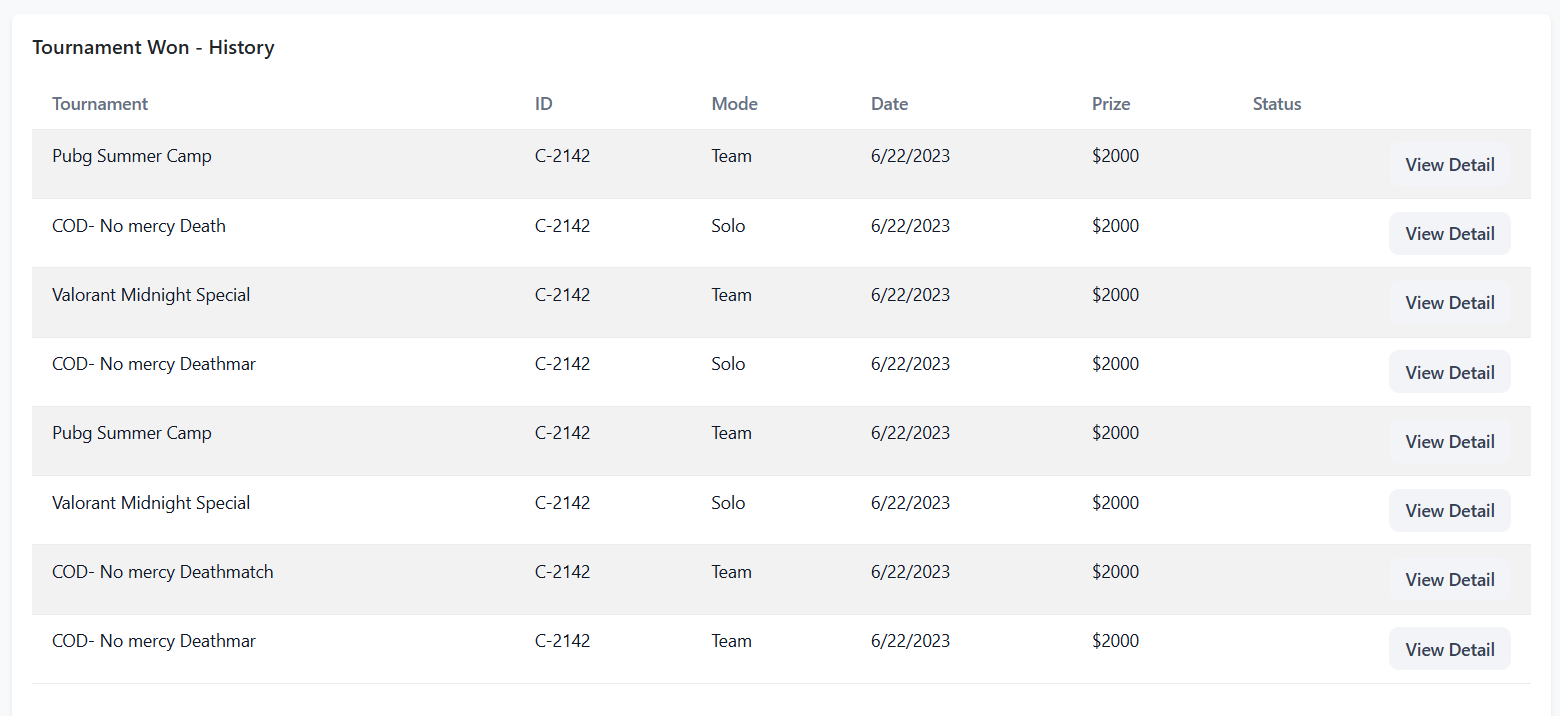 Tournament Won - History
Tournament ID Mode Date Prize Status
Pubg Summer Camp C-2142 Team 6/22/2023 $2000 View Detail
COD- No mercy Death C-2142 Solo 6/22/2023 $2000 View Detail
Valorant Midnight Special C-2142 Team 6/22/2023 $2000 View Detail
COD- No mercy Deathmar C-2142 Solo 6/22/2023 $2000 View Detail
Pubg Summer Camp C-2142 Team 6/22/2023 $2000 View Detail
Valorant Midnight Special C-2142 Solo 6/22/2023 $2000 View Detail
COD- No mercy Deathmatch C-2142 Team 6/22/2023 $2000 View Detail
COD- No mercy Deathmar C-2142 Team 6/22/2023 $2000 View Detail